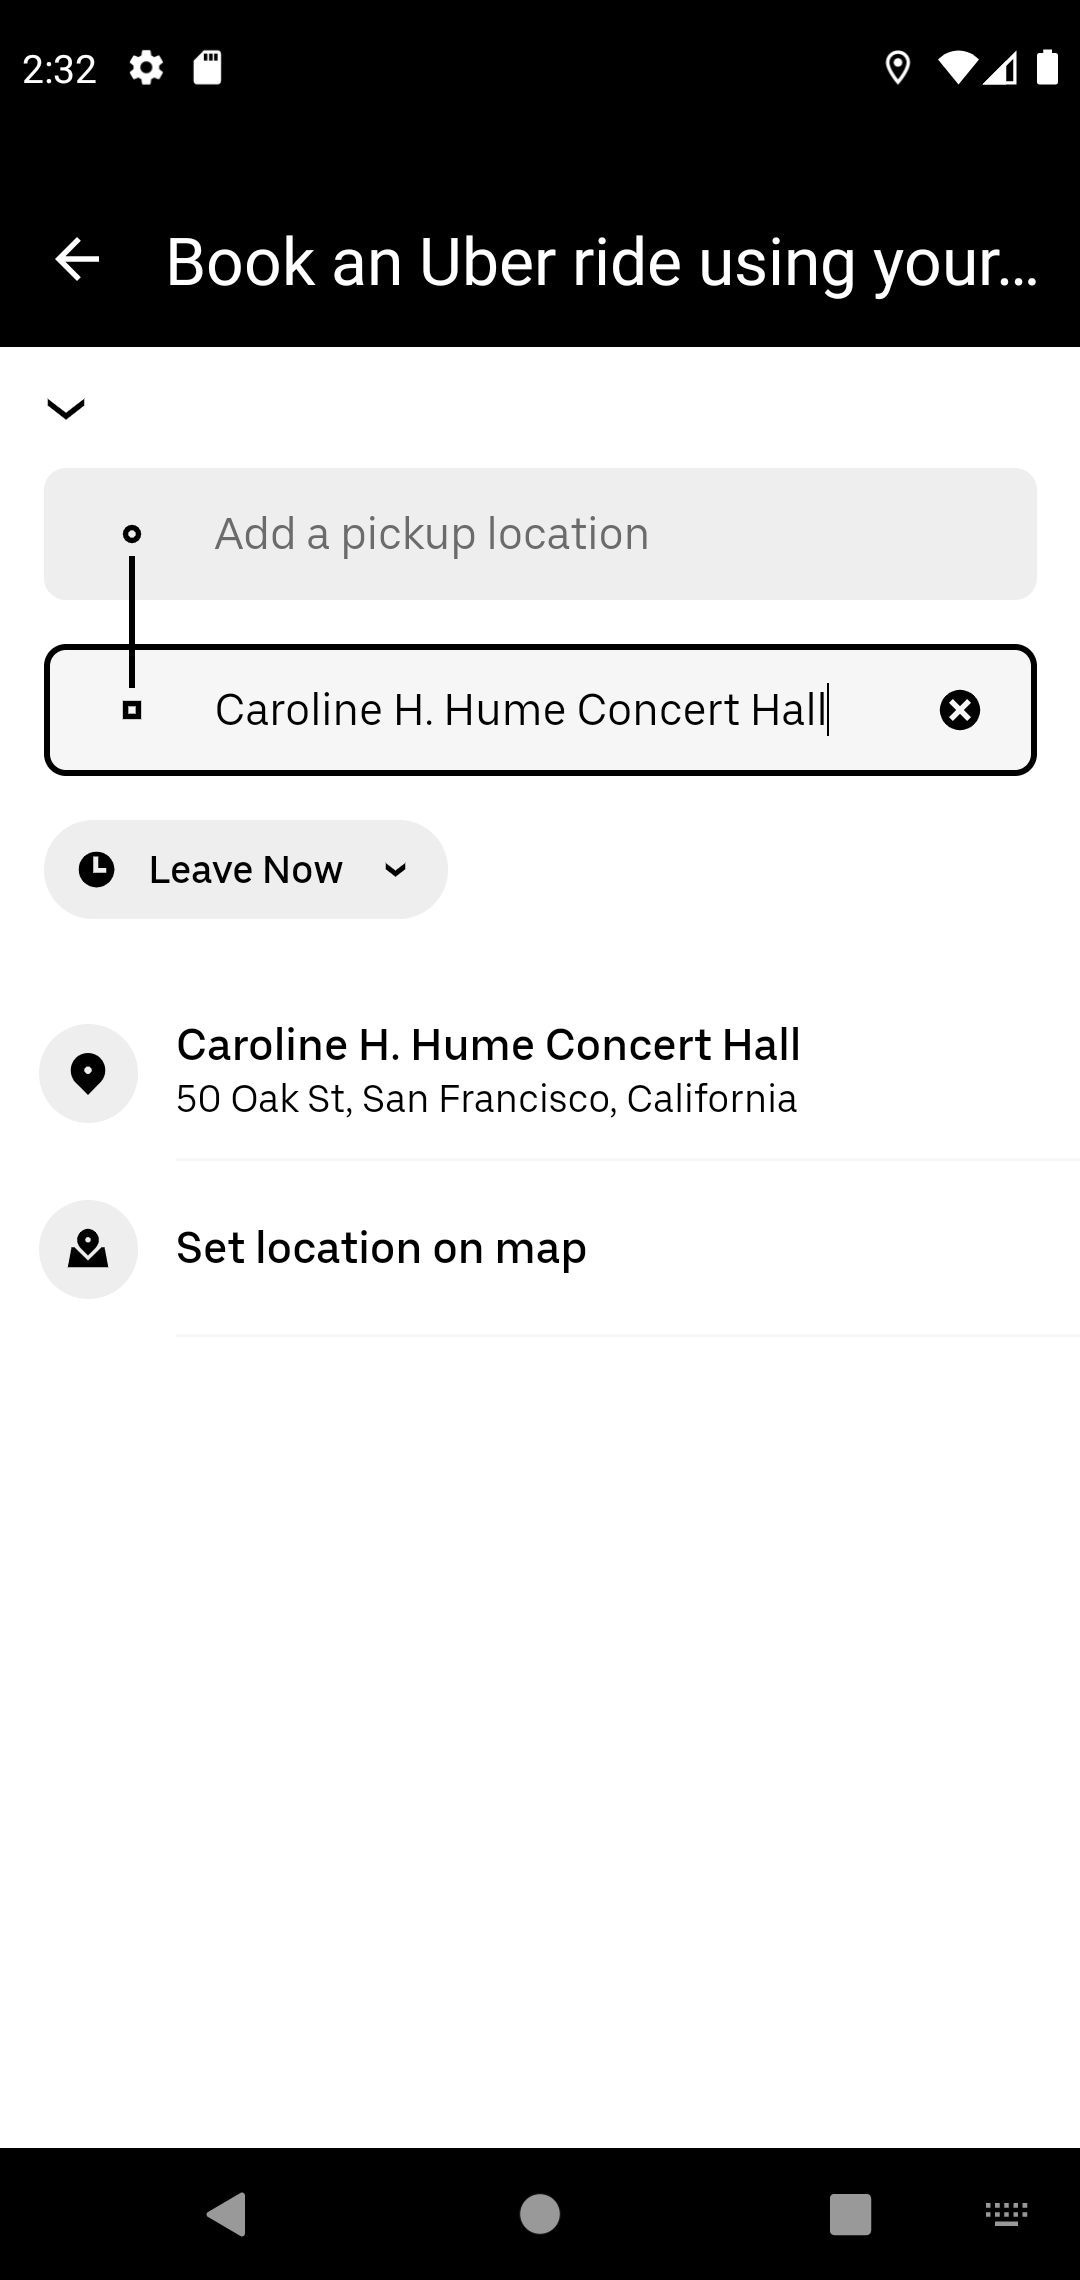 2:32
Book an Uber ride using your...
Add a pickup location
Caroline H. Hume Concert Hall
Leave Now
Caroline H. Hume Concert Hall
50 Oak St, San Francisco, California
Set location on map